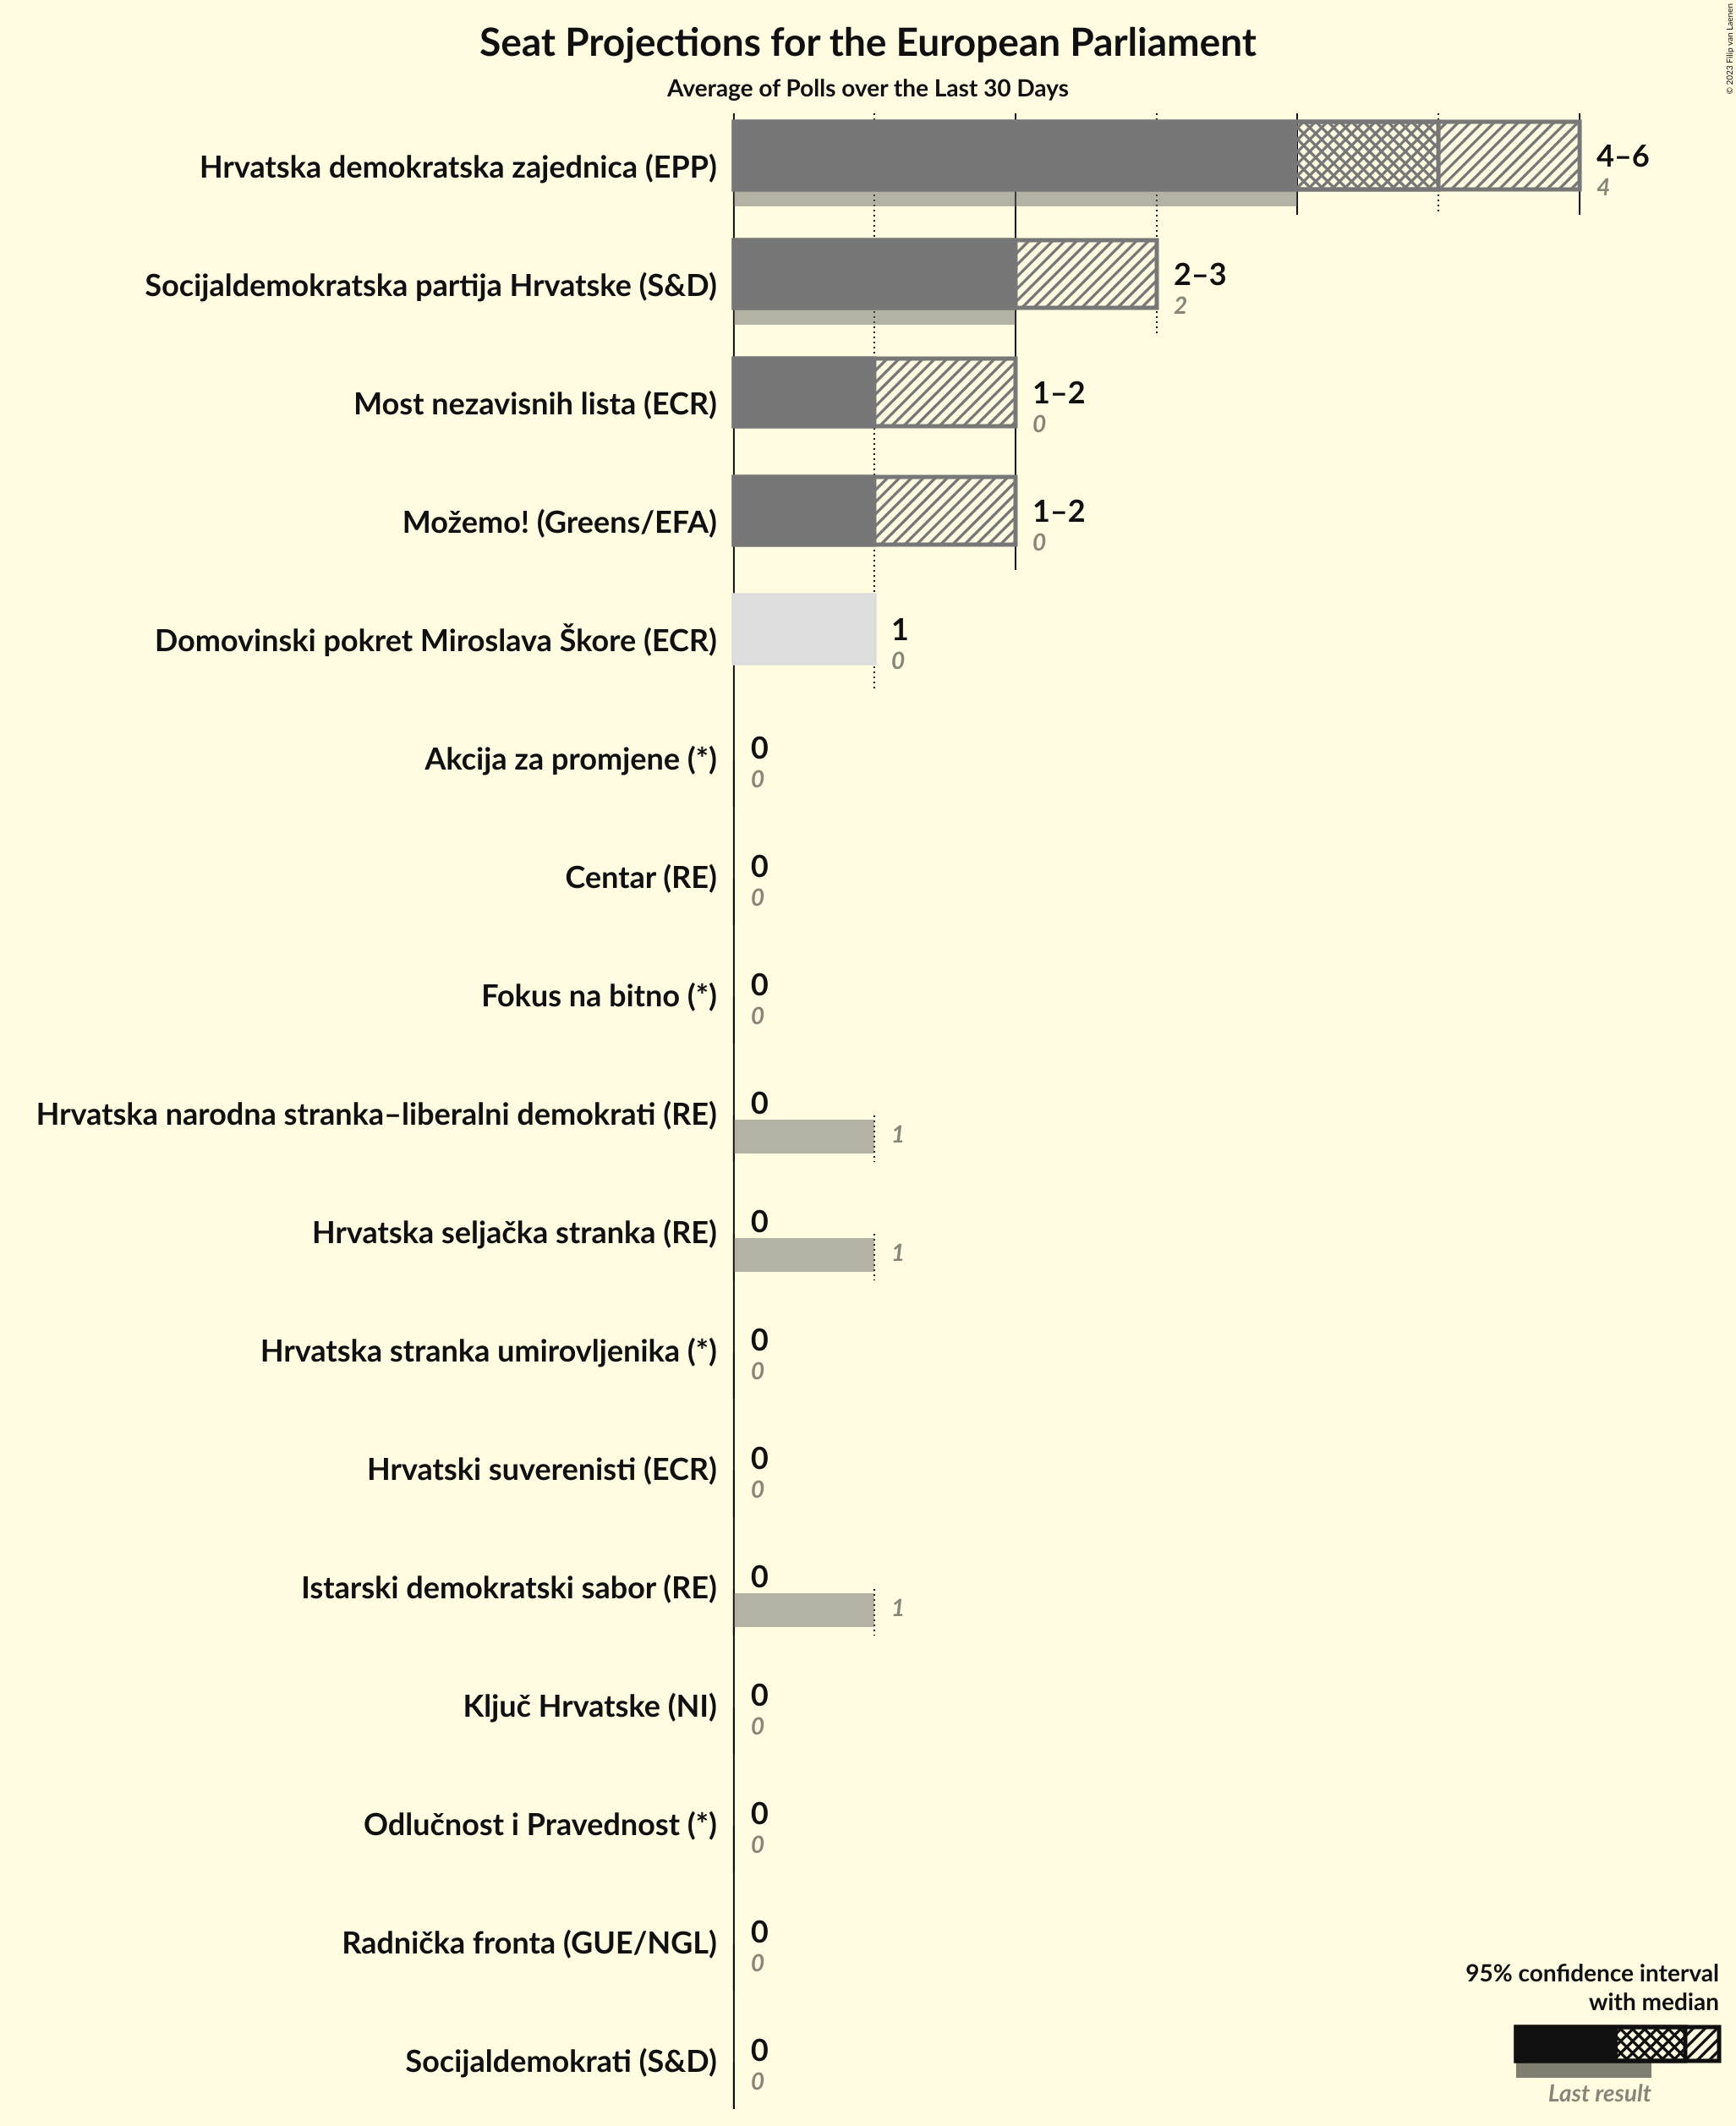 Seat Projections for the European Parliament
Average of Polls over the Last 30 Days
© 2023 Filip van Laenen
Hrvatska demokratska zajednica (EPP)
4–6
4
Socijaldemokratska partija Hrvatske (S&D)
2–3
2
Most nezavisnih lista (ECR)
1–2
0
Možemo! (Greens/EFA)
1–2
0
Domovinski pokret Miroslava Škore (ECR)
1
0
Akcija za promjene (*)
0
0
Centar (RE)
0
0
Fokus na bitno (*)
0
0
Hrvatska narodna stranka–liberalni demokrati (RE)
0
1
Hrvatska seljačka stranka (RE)
0
1
Hrvatska stranka umirovljenika (*)
0
0
Hrvatski suverenisti (ECR)
0
0
Istarski demokratski sabor (RE)
0
1
Ključ Hrvatske (NI)
0
0
Odlučnost i Pravednost (*)
0
0
Radnička fronta (GUE/NGL)
0
0
Socijaldemokrati (S&D)
0
0
95% confidence interval
with median
Last result